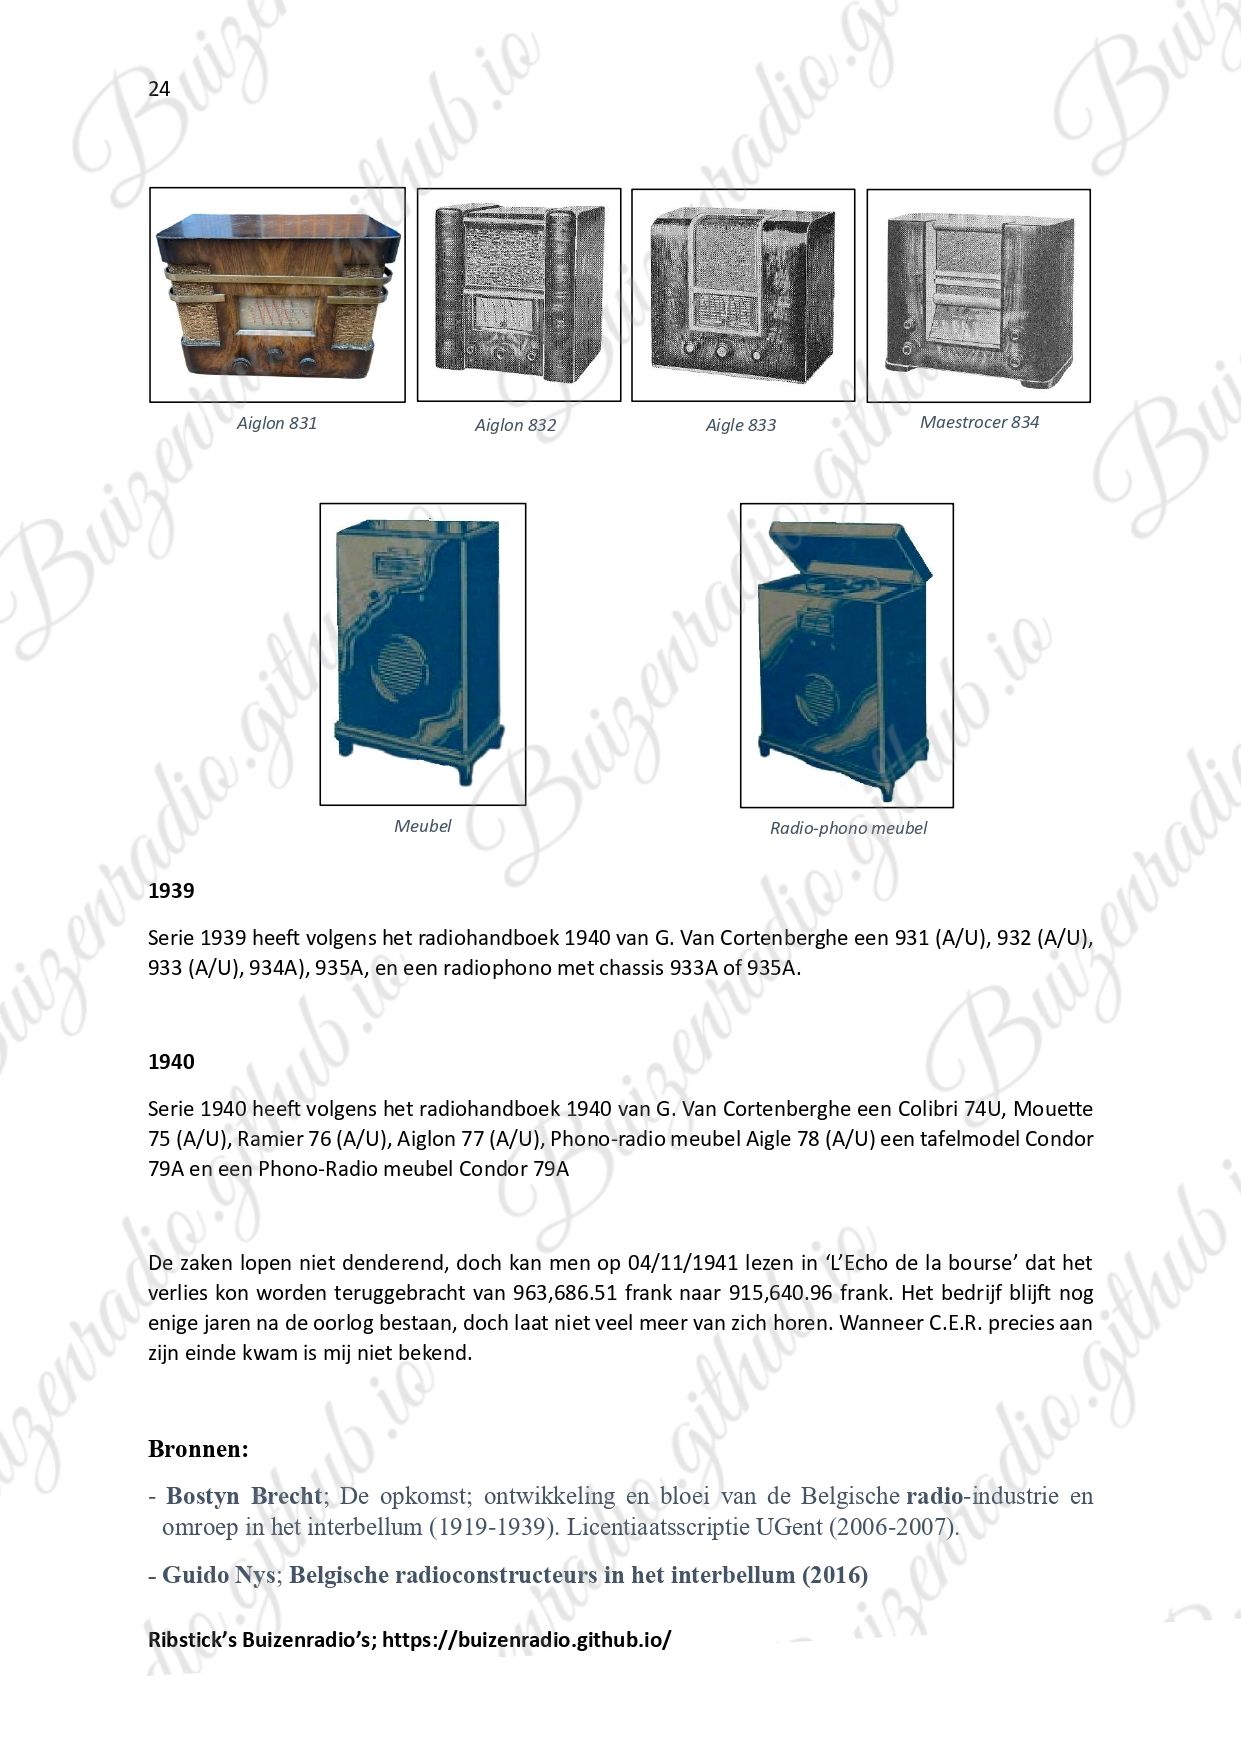 24
Aiglon 831
Aiglon 832
Aigle 833
Maestrocer 834
Meubel
Radio-phono meubel
1939
Serie 1939 heeft volgens het radiohandboek 1940 van G. Van Cortenberghe een 931 (A/U), 932 (A/U),
933 (A/U), 934A), 935A, en een radiophono met chassis 933A of 935A.
1940
Serie 1940 heeft volgens het radiohandboek 1940 van G. Van Cortenberghe een Colibri 74U, Mouette
75 (A/U), Ramier 76 (A/U), Aiglon 77 (A/U), Phono-radio meubel Aigle 78 (A/U) een tafelmodel Condor
79A en een Phono-Radio meubel Condor 79A
De zaken lopen niet denderend, doch kan men op 04/11/1941 lezen in ‘L’Echo de la bourse’ dat het
verlies kon worden teruggebracht van 963,686.51 frank naar 915,640.96 frank. Het bedrijf blijft nog
enige jaren na de oorlog bestaan, doch laat niet veel meer van zich horen. Wanneer C.E.R. precies aan
zijn einde kwam is mij niet bekend.
Bronnen:
- Bostyn Brecht; De opkomst; ontwikkeling en bloei van de Belgische radio-industrie en
omroep in het interbellum (1919-1939). Licentiaatsscriptie UGent (2006-2007).
- Guido Nys; Belgische radioconstructeurs in het interbellum (2016)
Ribstick’s Buizenradio’s; https://buizenradio.github.io/
Buizenradio.github.io